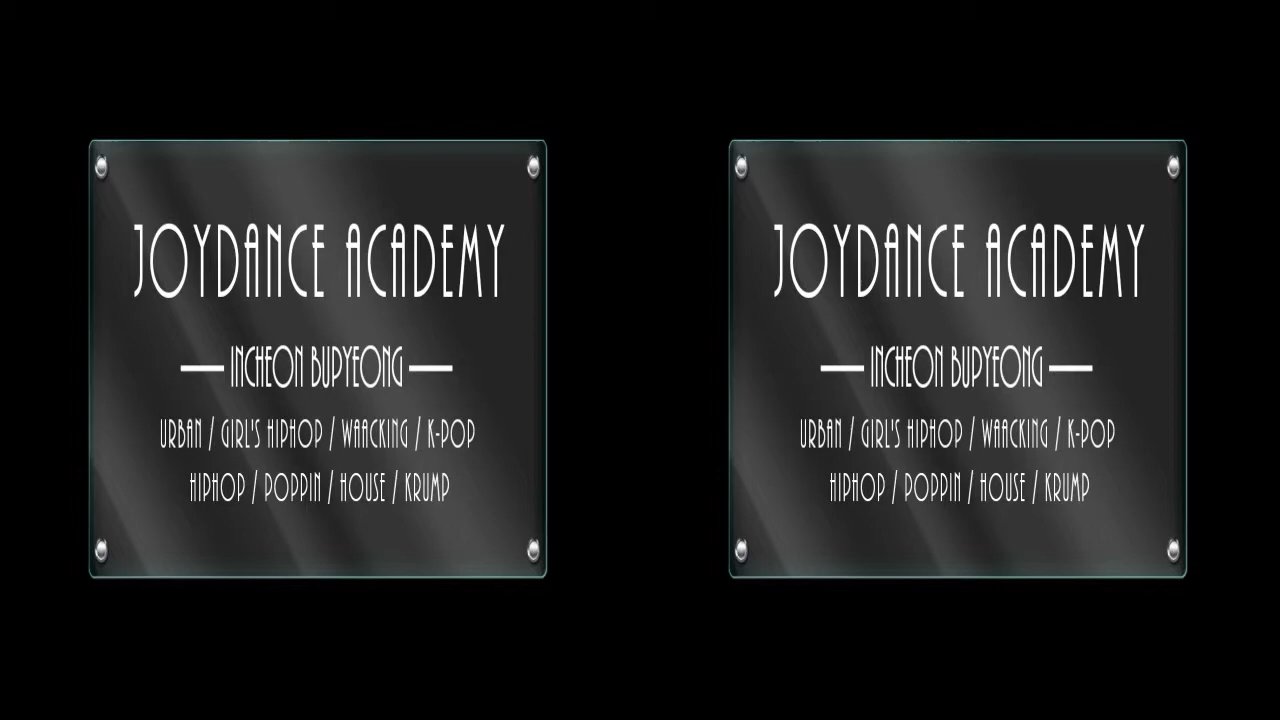 JOYDANCE ACADEMY
INCHEON BUPYEONG
URBAN / GIRL'S HIPHOP / WAACKING / K-POP
HIPHOP / POPPIN / HOUSE / KRUMP
JOYDANCE ACADEMY
INCHEON BUPYEONG
URBAN / GIRL'S HIPHOP / WAACKING / K-POP
HIPHOP / POPPIN / HOUSE / KRUMP